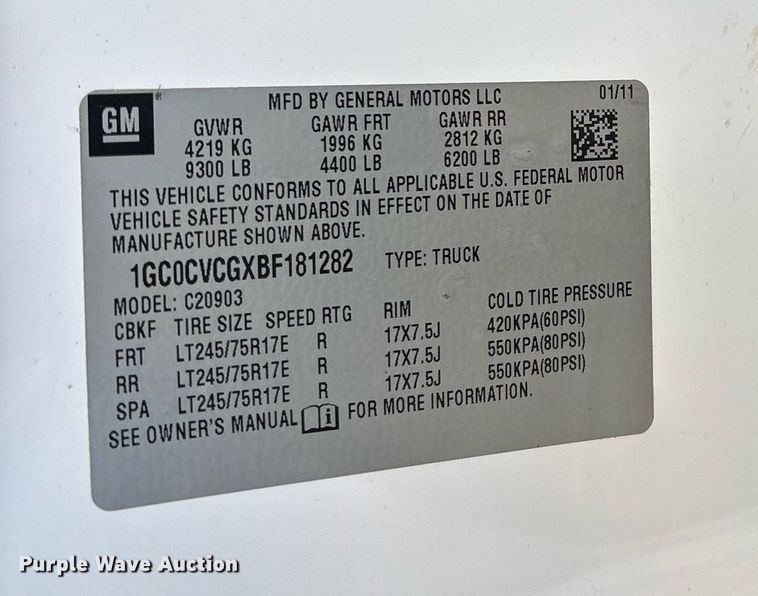 GM ® MFD BY GENERAL MOTORS LLC 01/11
GVWR GAWR FRT GAWR RR
4219 KG 1996 KG 2812 KG
9300 LB 4400 LB 6200 LB
THIS VEHICLE CONFORMS TO ALL APPLICABLE U.S. FEDERAL MOTOR
VEHICLE SAFETY STANDARDS IN EFFECT ON THE DATE OF
MANUFACTURE SHOWN ABOVE.
1GC0CVCGXBF181282 TYPE: TRUCK
MODEL: C20903
CBKF TIRE SIZE SPEED RTG RIM COLD TIRE PRESSURE
FRT LT245/75R17E R 17X7.5J 420KPA(60PSI)
RR LT245/75R17E R 17X7.5J 550KPA(80PSI)
SPA LT245/75R17E R 17X7.5J 550KPA(80PSI)
SEE OWNER'S MANUAL i FOR MORE INFORMATION.
Purple Wave Auction